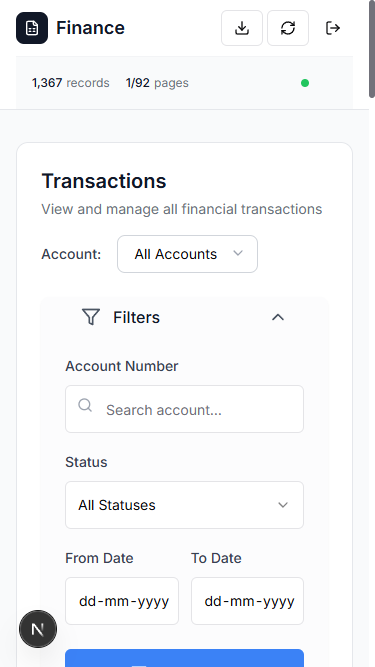 Finance
1,367 records 1/92 pages
Transactions
View and manage all financial transactions
Account: All Accounts
Filters
Account Number
Search account...
Status
All Statuses
From Date To Date
dd-mm-yyyy dd-mm-yyyy
N